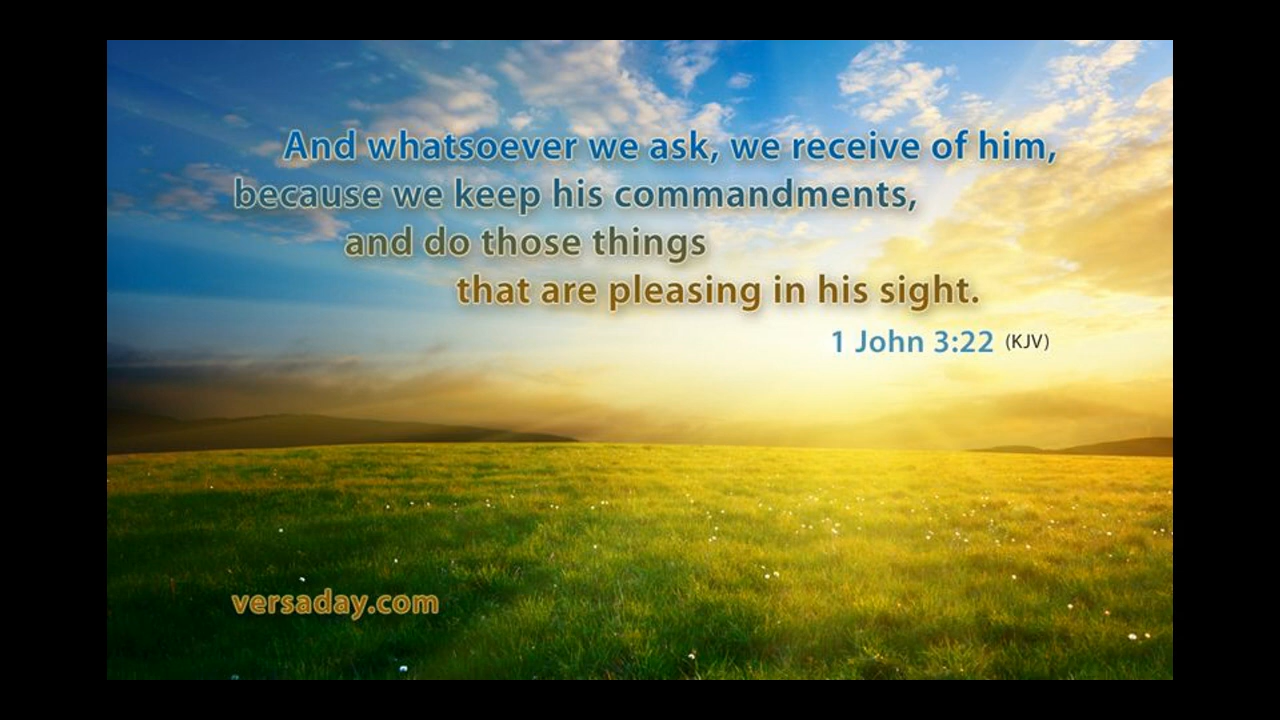 And whatsoever we ask, we receive of him,
because we keep his commandments,
and do those things
that are pleasing in his sight.
1 John 3:22 (KJV)
versaday.com